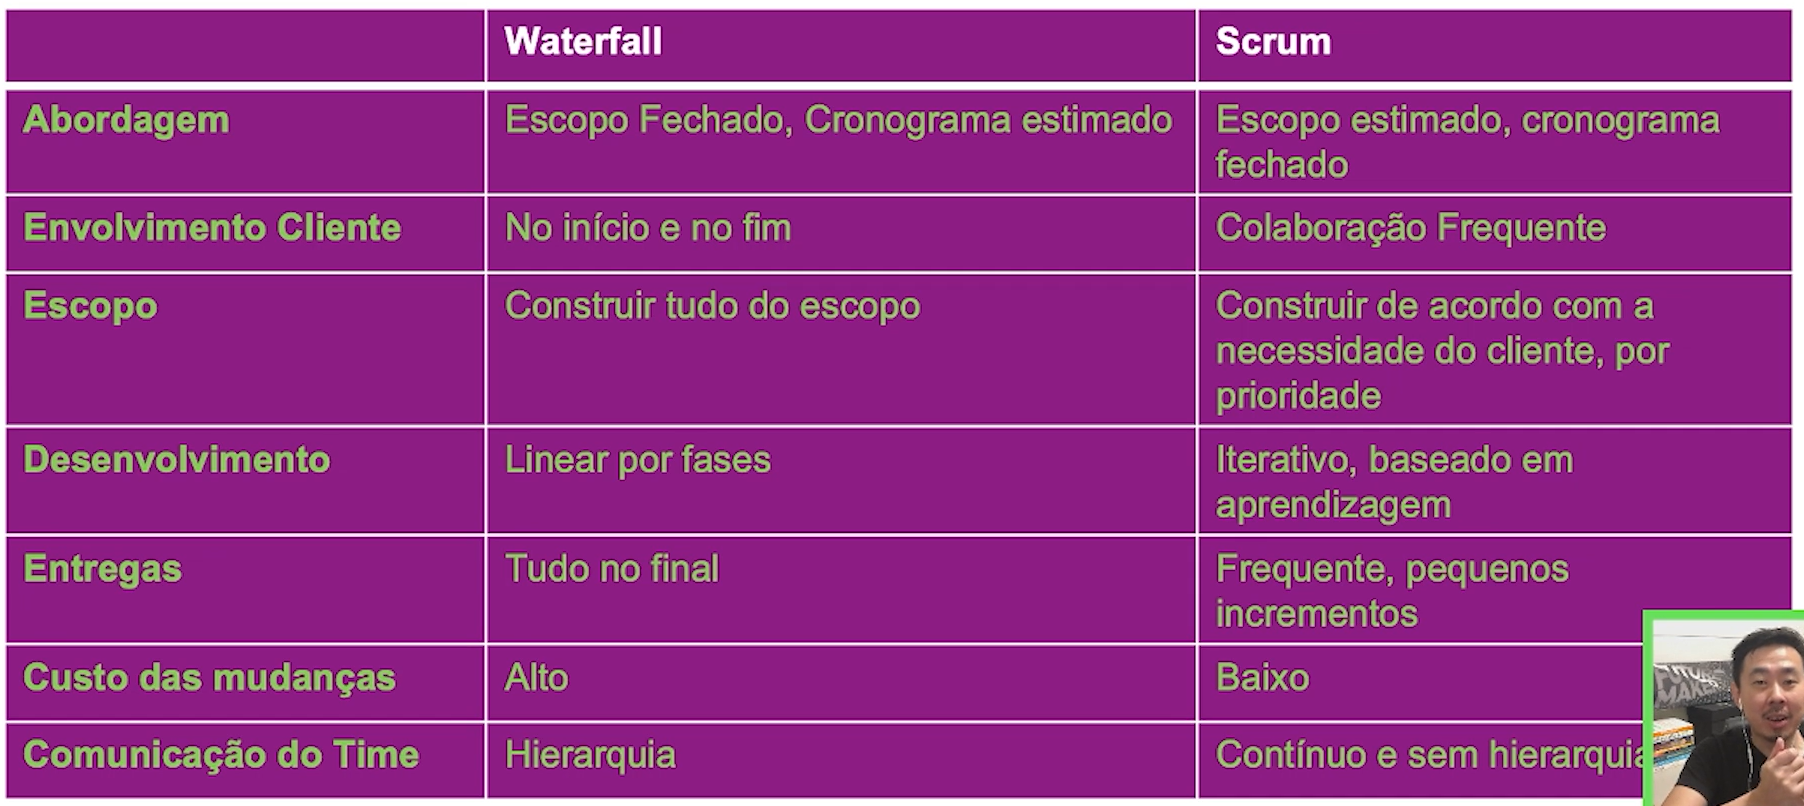 Waterfall
Scrum
Abordagem
Escopo Fechado, Cronograma estimado
Escopo estimado, cronograma
fechado
Envolvimento Cliente
No início e no fim
Colaboração Frequente
Escopo
Construir tudo do escopo
Construir de acordo com a
necessidade do cliente, por
prioridade
Desenvolvimento
Linear por fases
Iterativo, baseado em
aprendizagem
Entregas
Tudo no final
Frequente, pequenos
incrementos
Custo das mudanças
Alto
Baixo
Comunicação do Time
Hierarquia
Contínuo e sem hierarquia